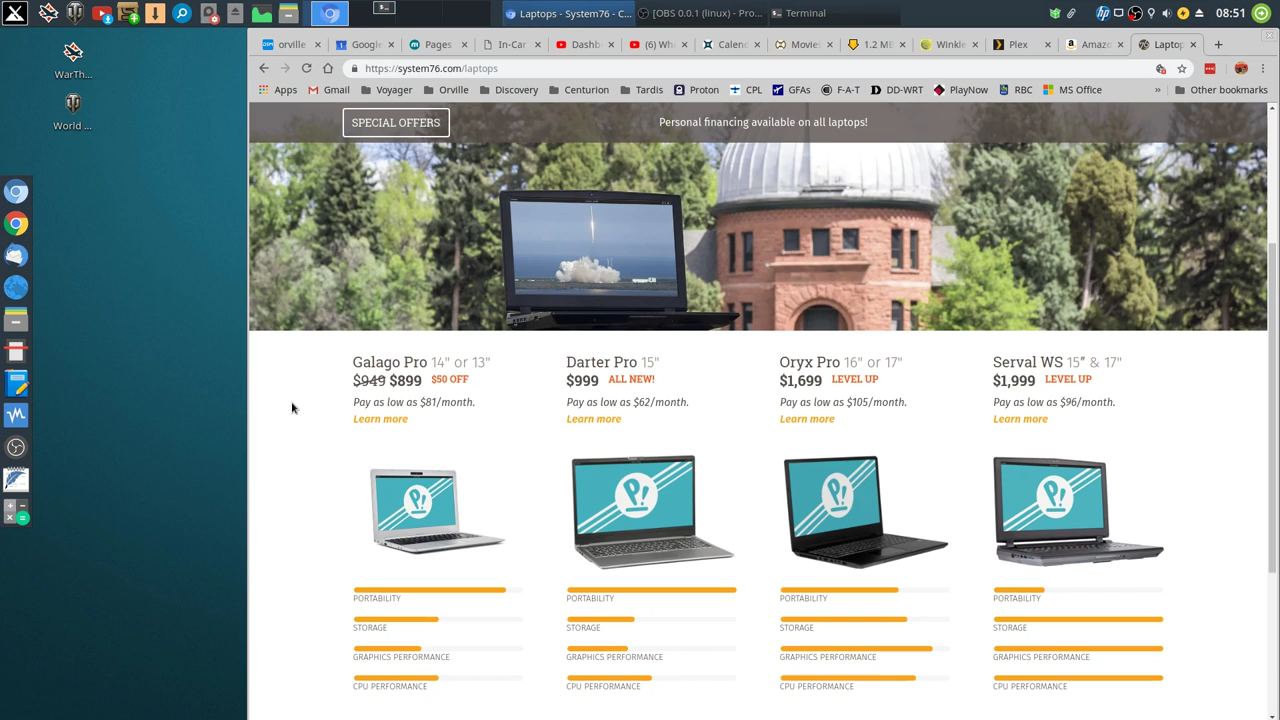 Laptops - System76 - C...
[OBS 0.0.1 (linux) - Pro...
Terminal
08:51
WarTh...
World ...
orville
Google
Pages
In-Car
Dashb
(6) Wh
Calend
Movies
1.2 ME
Winkle
Plex
Amazo
Laptop
https://system76.com/laptops
Apps
Gmail
Voyager
Orville
Discovery
Centurion
Tardis
Proton
CPL
GFAs
F-A-T
DD-WRT
PlayNow
RBC
MS Office
»
Other bookmarks
SPECIAL OFFERS
Personal financing available on all laptops!
Galago Pro 14" or 13"
$949 $899 $50 OFF
Pay as low as $81/month.
Learn more
PORTABILITY
STORAGE
GRAPHICS PERFORMANCE
CPU PERFORMANCE
Darter Pro 15"
$999 ALL NEW!
Pay as low as $62/month.
Learn more
PORTABILITY
STORAGE
GRAPHICS PERFORMANCE
CPU PERFORMANCE
Oryx Pro 16" or 17"
$1,699 LEVEL UP
Pay as low as $105/month.
Learn more
PORTABILITY
STORAGE
GRAPHICS PERFORMANCE
CPU PERFORMANCE
Serval WS 15″ & 17"
$1,999 LEVEL UP
Pay as low as $96/month.
Learn more
PORTABILITY
STORAGE
GRAPHICS PERFORMANCE
CPU PERFORMANCE